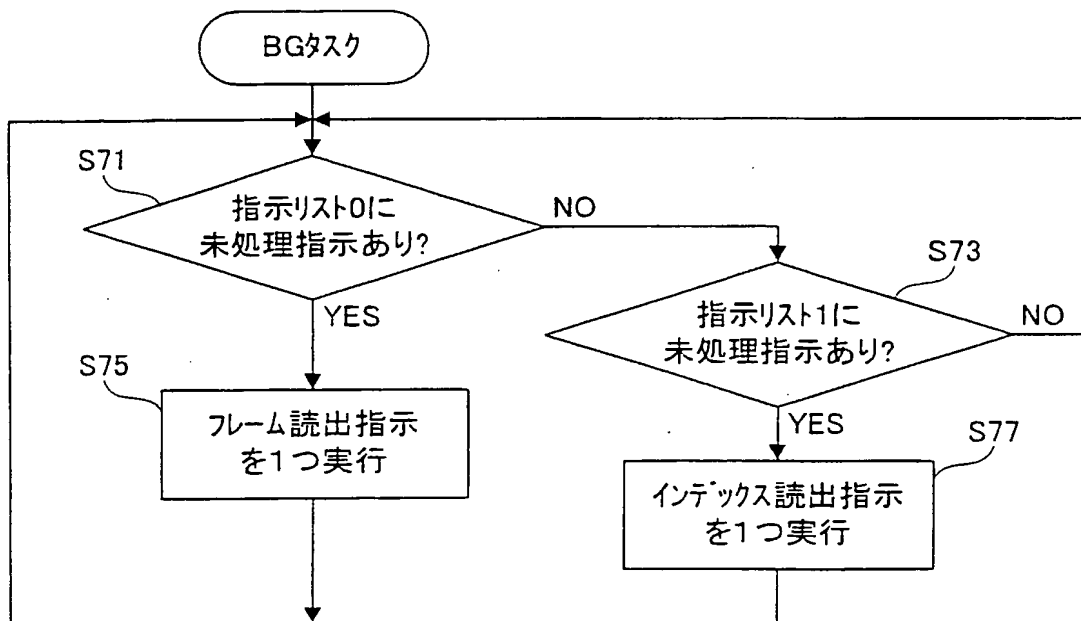 BGタスク
S71
指示リスト0に
未処理指示あり?
NO
YES
S73
指示リスト1に
未処理指示あり?
NO
YES
S75
フレーム読出指示
を1つ実行
S77
インデックス読出指示
を1つ実行